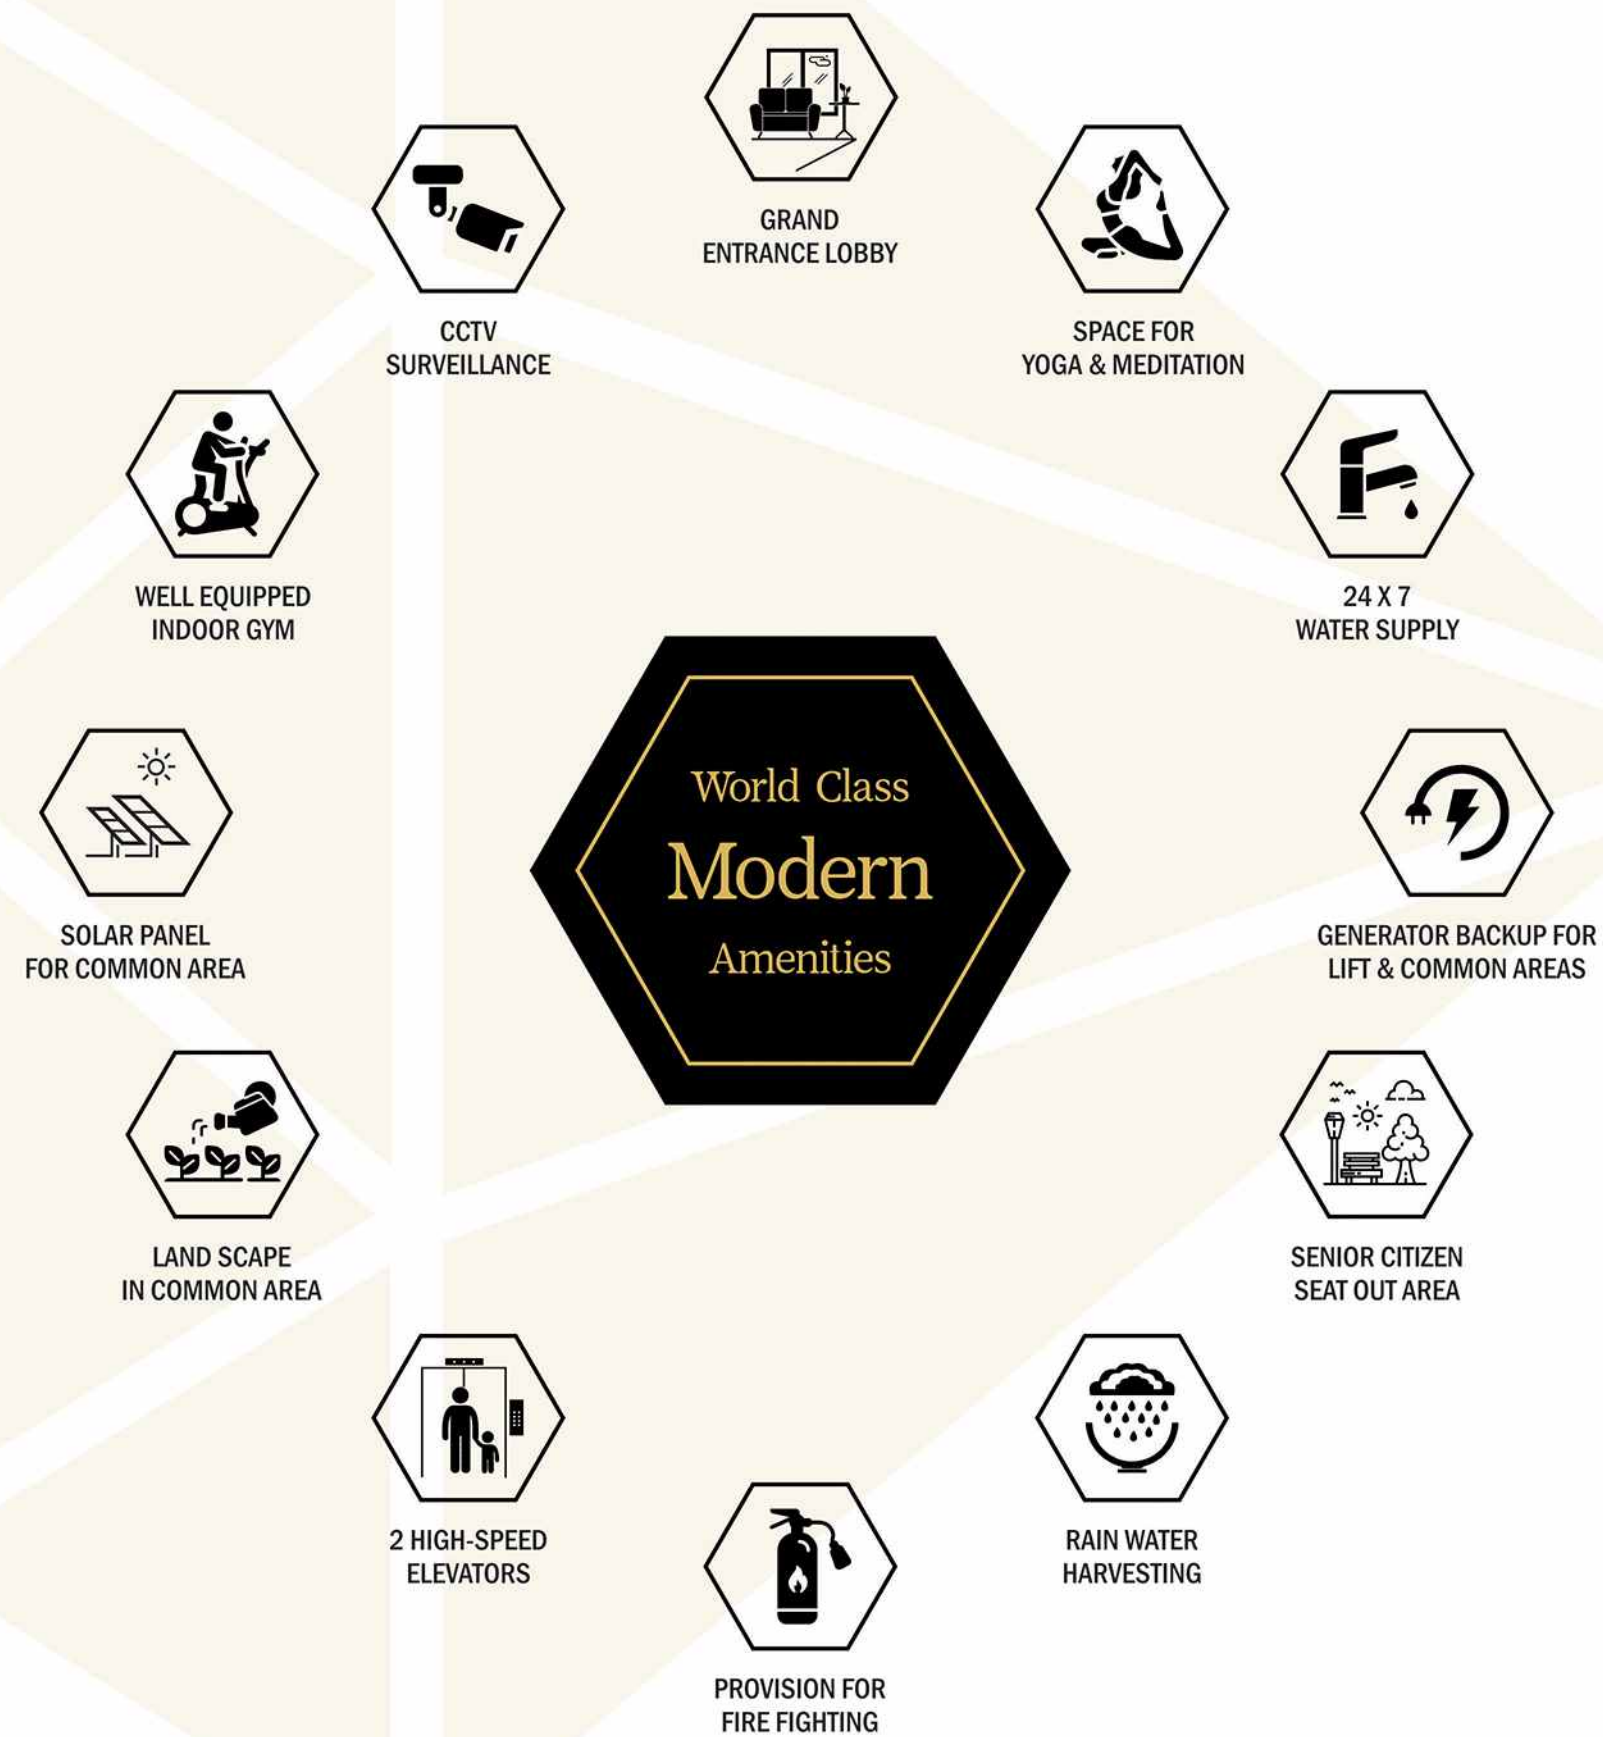 GRAND
ENTRANCE LOBBY
CCTV
SURVEILLANCE
SPACE FOR
YOGA & MEDITATION
WELL EQUIPPED
INDOOR GYM
24 X 7
WATER SUPPLY
World Class
Modern
Amenities
SOLAR PANEL
FOR COMMON AREA
GENERATOR BACKUP FOR
LIFT & COMMON AREAS
LAND SCAPE
IN COMMON AREA
SENIOR CITIZEN
SEAT OUT AREA
2 HIGH-SPEED
ELEVATORS
RAIN WATER
HARVESTING
PROVISION FOR
FIRE FIGHTING